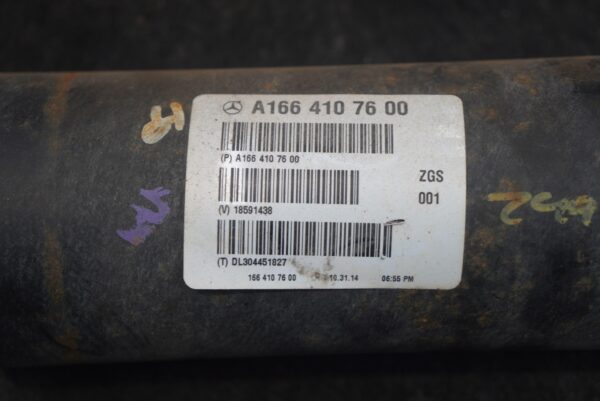 A166 410 76 00
(P) A166 410 76 00
ZGS
(V) 18591438
001
(T) DL304451827
166 410 76 00 10.31.14 06:55 PM